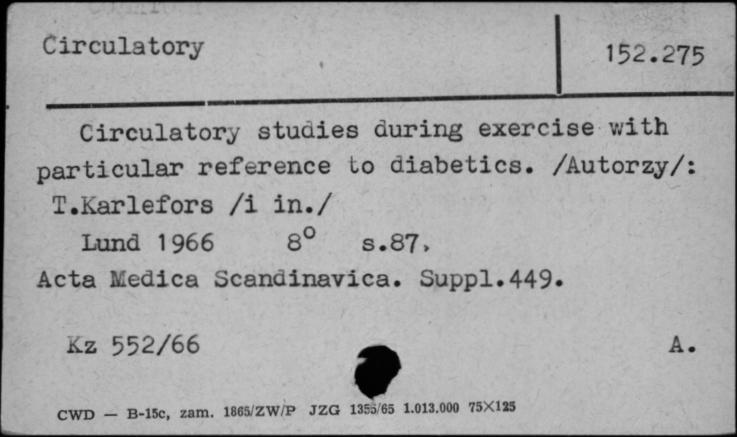 Circulatory
152.275
Circulatory studies during exercise with
particular reference to diabetics. /Autorzy/:
T.Karlefors /i in./
Lund 1966 8° s.87.
Acta Medica Scandinavica. Suppl.449.
Kz 552/66 A.
CWD — B-15c, zam. 1865/ZW/P JZG 1355/65 1.013.000 75×125